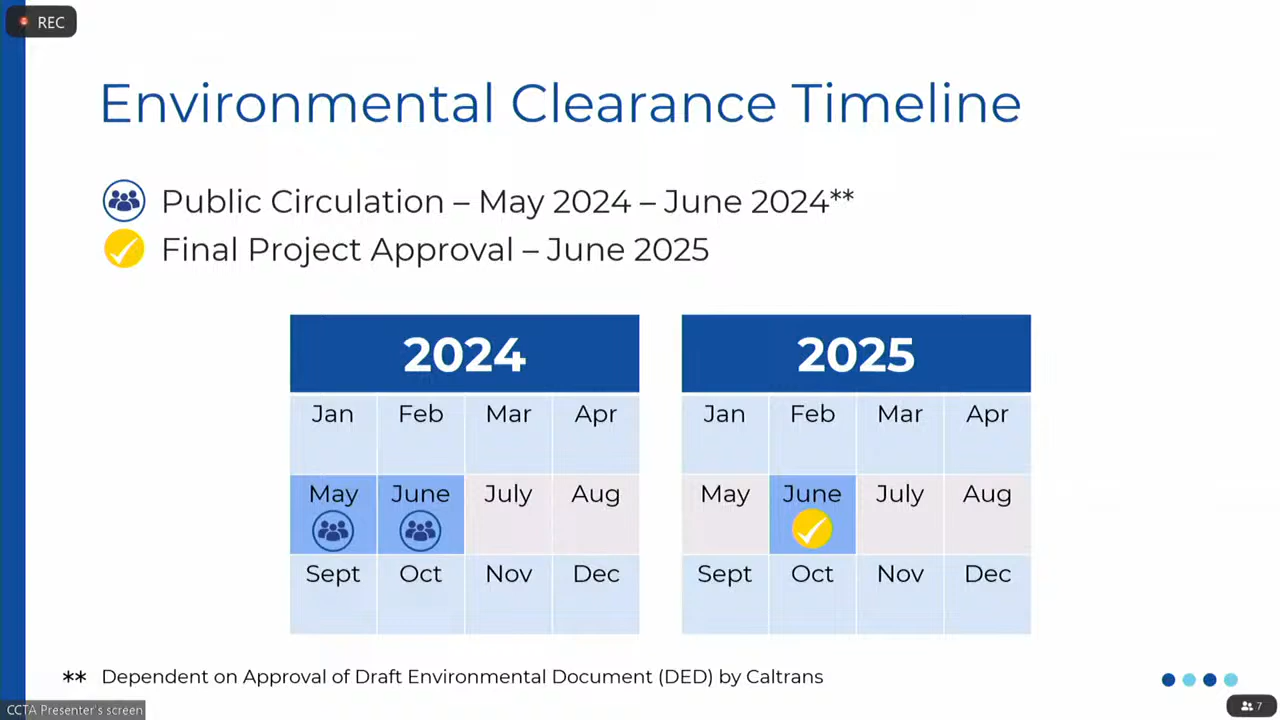 REC
Environmental Clearance Timeline
Public Circulation – May 2024 – June 2024**
Final Project Approval – June 2025
2024
Jan Feb Mar Apr
May June July Aug
Sept Oct Nov Dec
2025
Jan Feb Mar Apr
May June July Aug
Sept Oct Nov Dec
** Dependent on Approval of Draft Environmental Document (DED) by Caltrans
CCTA Presenter's screen
7